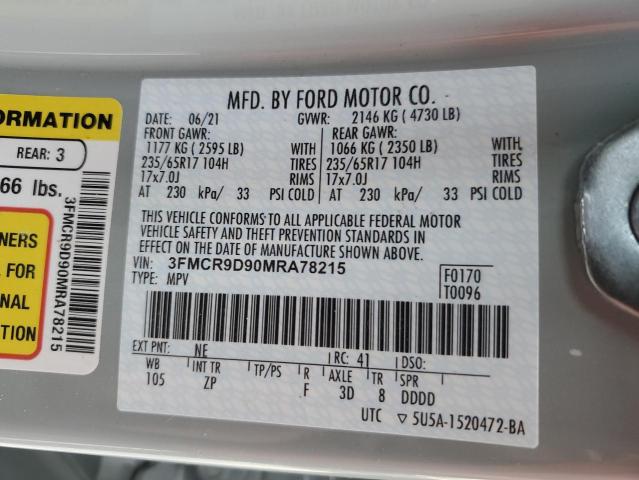 FORMATION
REAR: 3
66 lbs.
NERS
FOR
NAL
TION
3FMCR9D90MRA78215
MFD. BY FORD MOTOR CO.
DATE: 06/21 GVWR: 2146 KG ( 4730 LB)
FRONT GAWR: REAR GAWR:
1177 KG ( 2595 LB) WITH 1066 KG ( 2350 LB) WITH
235/65R17 104H TIRES 235/65R17 104H TIRES
17x7.0J RIMS 17x7.0J RIMS
AT 230 kPa/ 33 PSI COLD AT 230 kPa/ 33 PSI COLD
THIS VEHICLE CONFORMS TO ALL APPLICABLE FEDERAL MOTOR
VEHICLE SAFETY AND THEFT PREVENTION STANDARDS IN
EFFECT ON THE DATE OF MANUFACTURE SHOWN ABOVE.
VIN: 3FMCR9D90MRA78215 F0170
TYPE: MPV T0096
EXT PNT: NE RC: 41 DSO:
WB INT TR TP/PS R AXLE TR SPR
105 ZP F 3D 8 DDDD
UTC ▽ 5U5A-1520472-BA